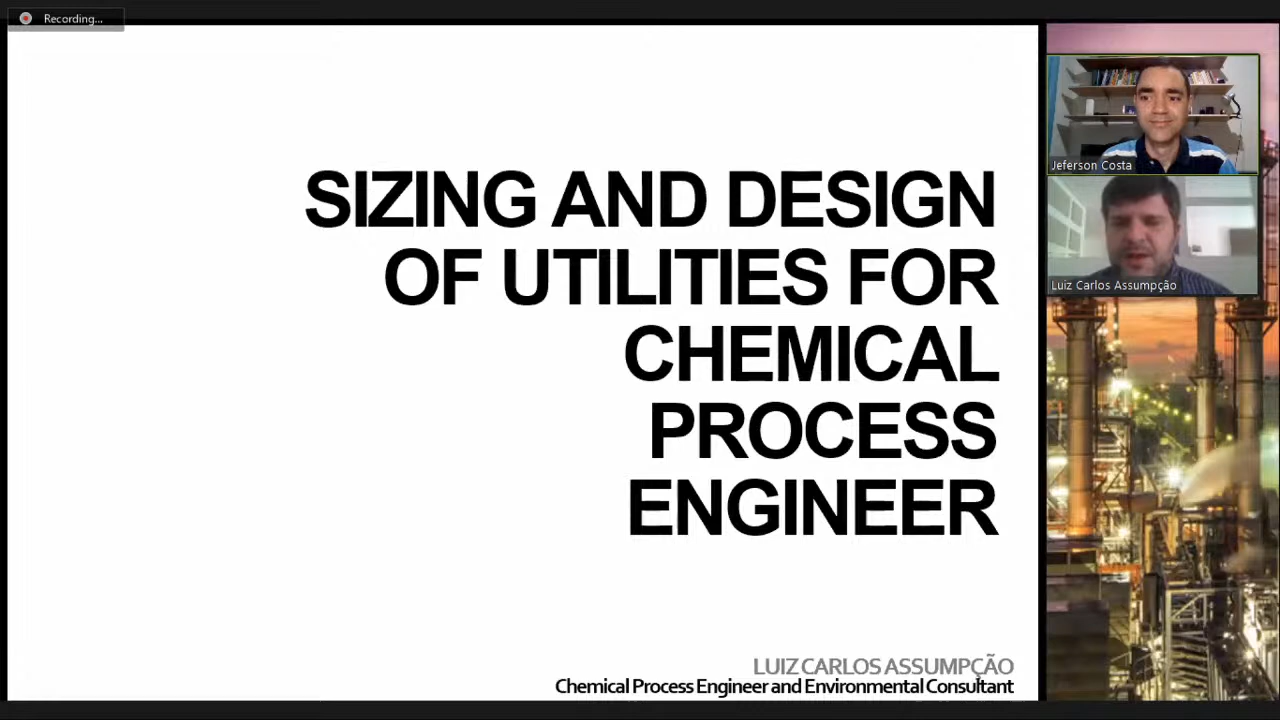 Recording...
SIZING AND DESIGN
OF UTILITIES FOR
CHEMICAL
PROCESS
ENGINEER
LUIZ CARLOS ASSUMPÇÃO
Chemical Process Engineer and Environmental Consultant
Jeferson Costa
Luiz Carlos Assumpção